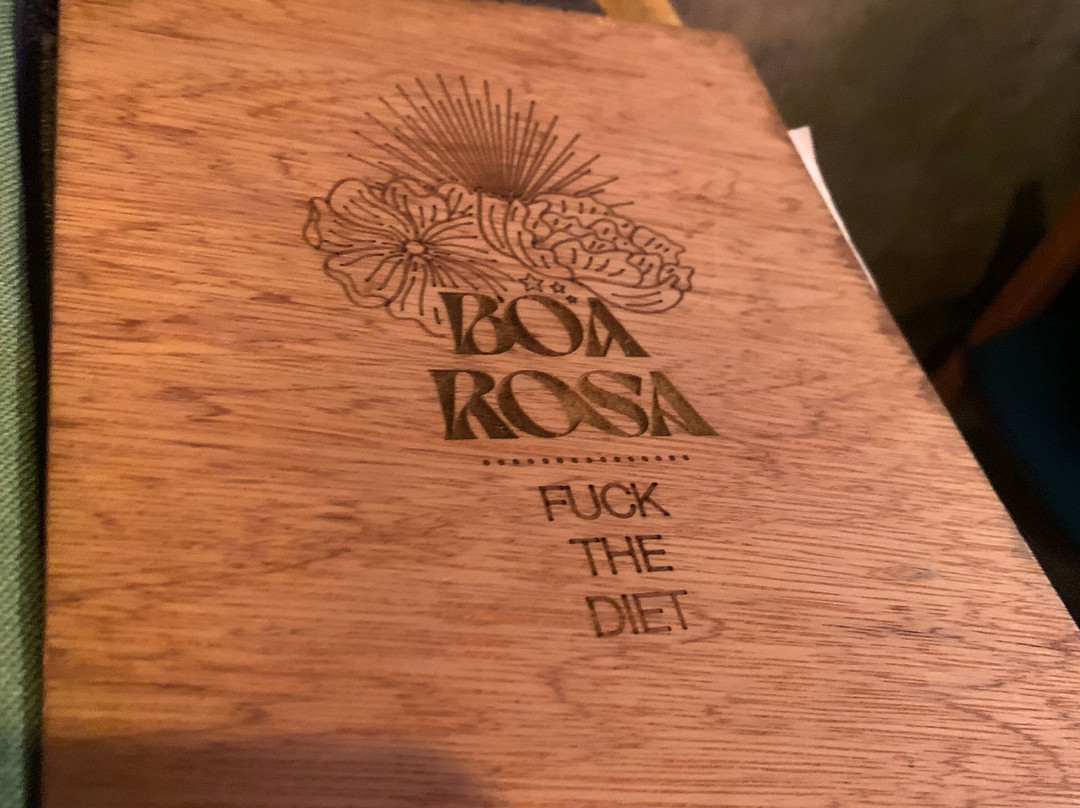 BOA
ROSA
FUCK
THE
DIET